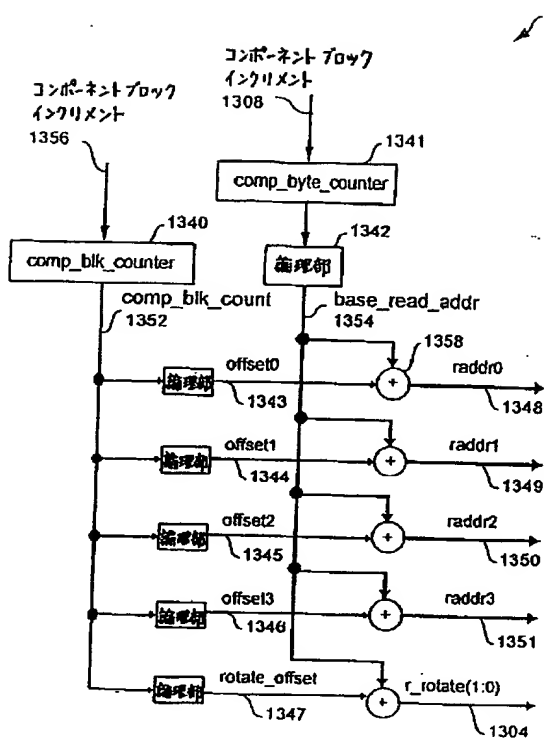 コンポーネント ブロック
インクリメント
1308
コンポーネント ブロック
インクリメント
1356
1341
comp_byte_counter
1340
comp_blk_counter
1342
論理部
comp_blk_count
1352
base_read_addr
1354
1358
論理部
offset0
1343
+
raddr0
1348
論理部
offset1
1344
+
raddr1
1349
論理部
offset2
1345
+
raddr2
1350
論理部
offset3
1346
+
raddr3
1351
論理部
rotate_offset
1347
+
r_rotate(1:0)
1304